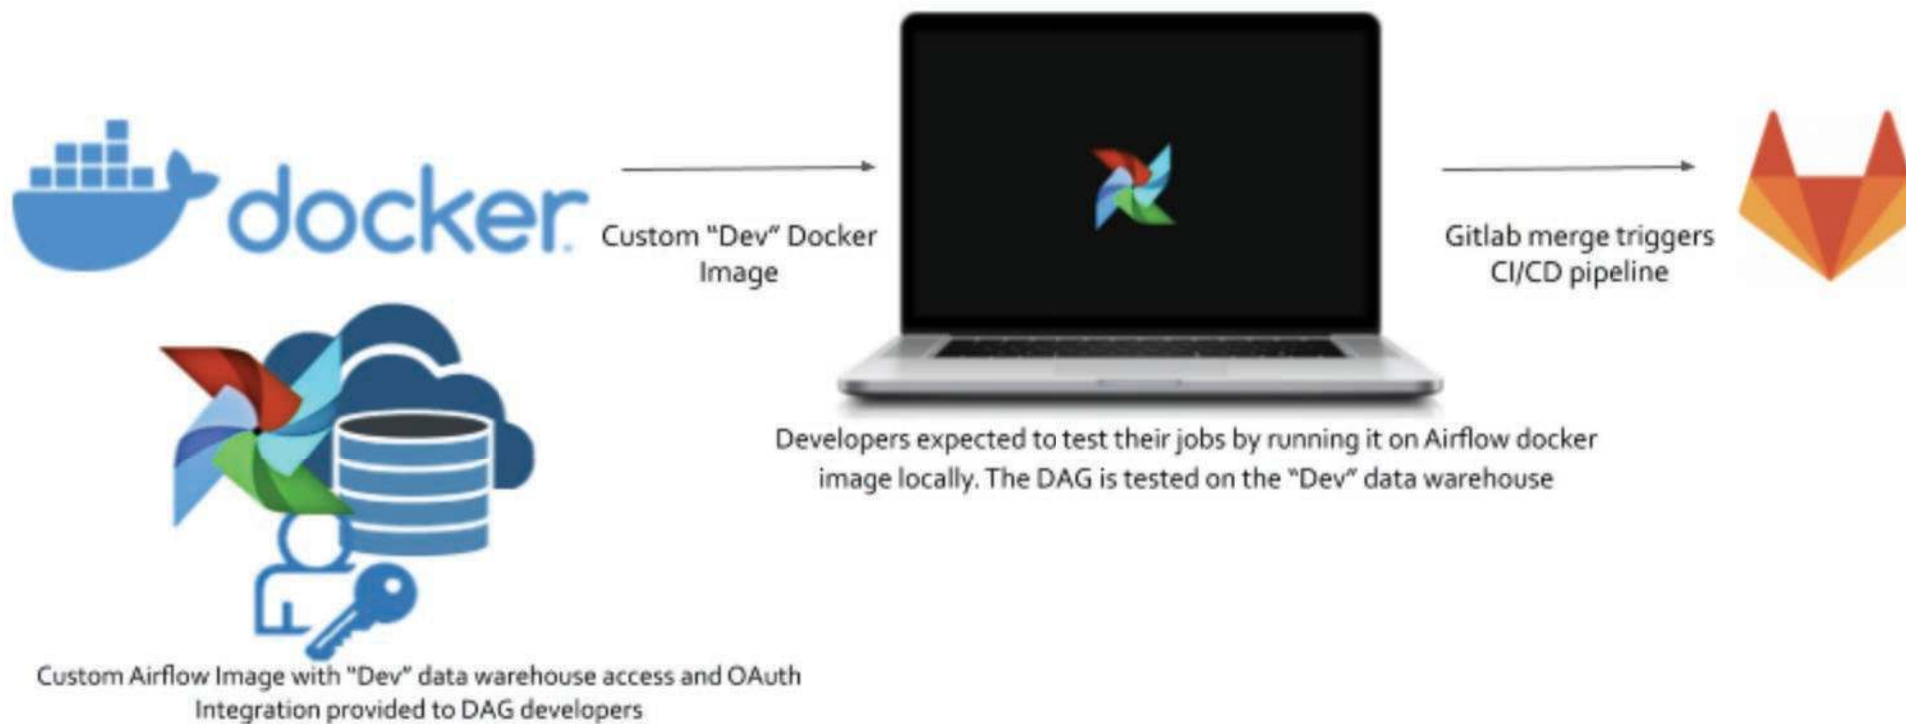 docker
Custom “Dev” Docker
Image
Gitlab merge triggers
CI/CD pipeline
Developers expected to test their jobs by running it on Airflow docker
image locally. The DAG is tested on the “Dev” data warehouse
Custom Airflow Image with “Dev” data warehouse access and OAuth
Integration provided to DAG developers